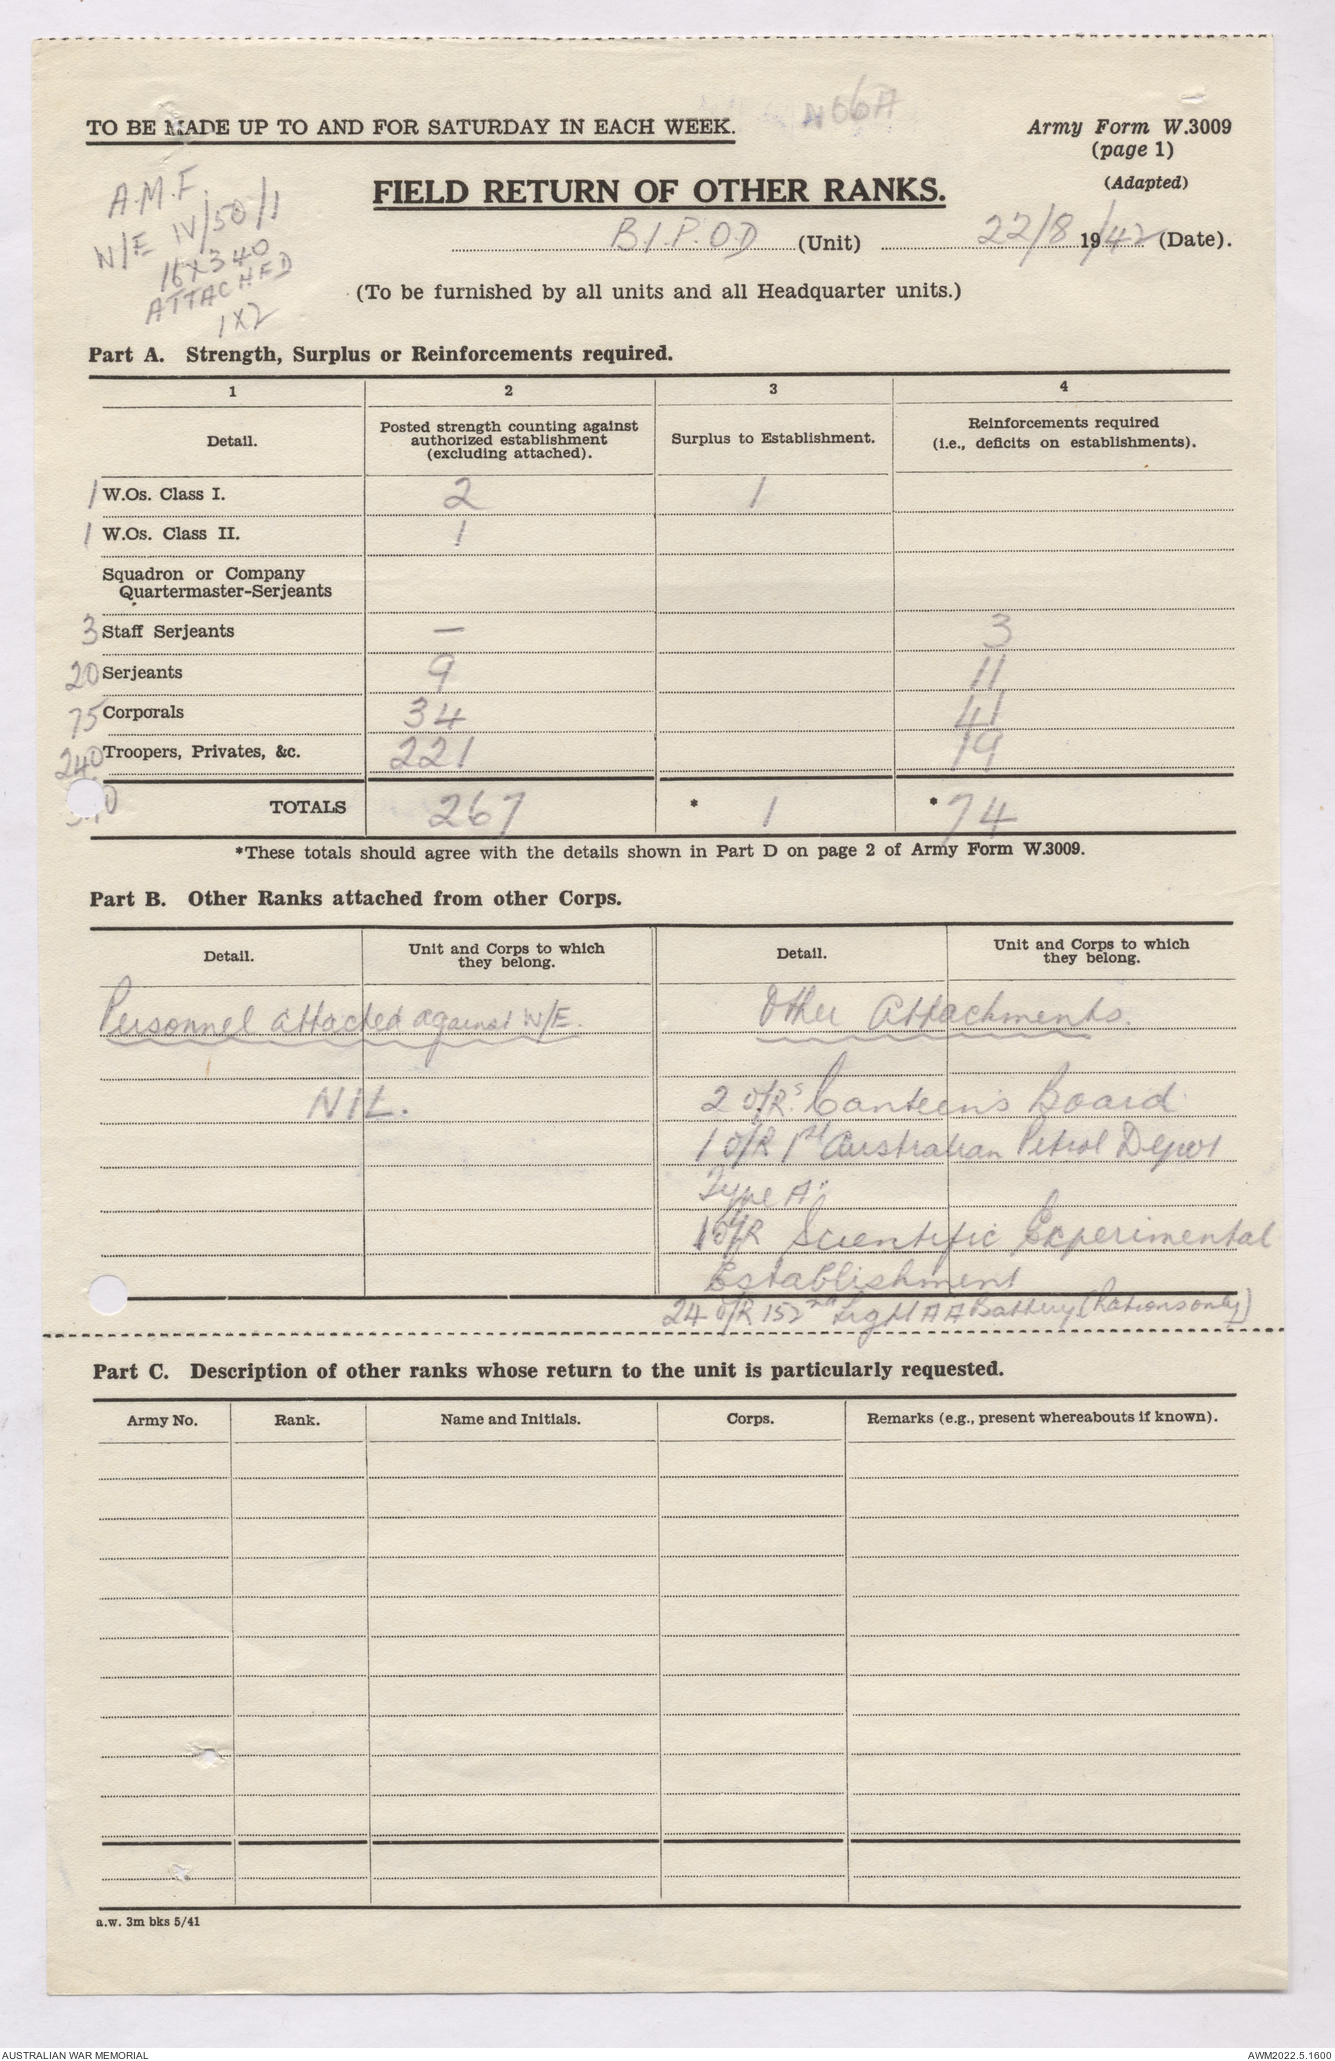 406A
TO BE MADE UP TO AND FOR SATURDAY IN EACH WEEK.
Army Form W.3009
(page 1)
(Adapted)
A.M.F.
W/E IV/50/1
16 X 340
ATTACHED
1 X 2
FIELD RETURN OF OTHER RANKS.
B.I.P.O.D (Unit) 22/8/1942 (Date).
(To be furnished by all units and all Headquarter units.)
Part A. Strength, Surplus or Reinforcements required.
1 2 3 4
Detail. Posted strength counting against authorized establishment (excluding attached). Surplus to Establishment. Reinforcements required (i.e., deficits on establishments).
1 W.Os. Class I. 2 1
1 W.Os. Class II. 1
Squadron or Company
Quartermaster-Serjeants
3 Staff Serjeants — 3
20 Serjeants 9 11
75 Corporals 34 41
240 Troopers, Privates, &c. 221 19
TOTALS 267 * 1 * 74
*These totals should agree with the details shown in Part D on page 2 of Army Form W.3009.
Part B. Other Ranks attached from other Corps.
Detail. Unit and Corps to which they belong. Detail. Unit and Corps to which they belong.
Personnel attached against W/E. Other Attachments.
NIL. 2 O/Rs. Canteens Board
1 O/R 1st Australian Petrol Depot
Type A.
1 O/R Scientific Experimental
Establishment
24 O/R 152nd Light AA Battery (Rations only)
Part C. Description of other ranks whose return to the unit is particularly requested.
Army No. Rank. Name and Initials. Corps. Remarks (e.g., present whereabouts if known).
a.w. 3m bks 5/41
AUSTRALIAN WAR MEMORIAL AWM2022.5.1600